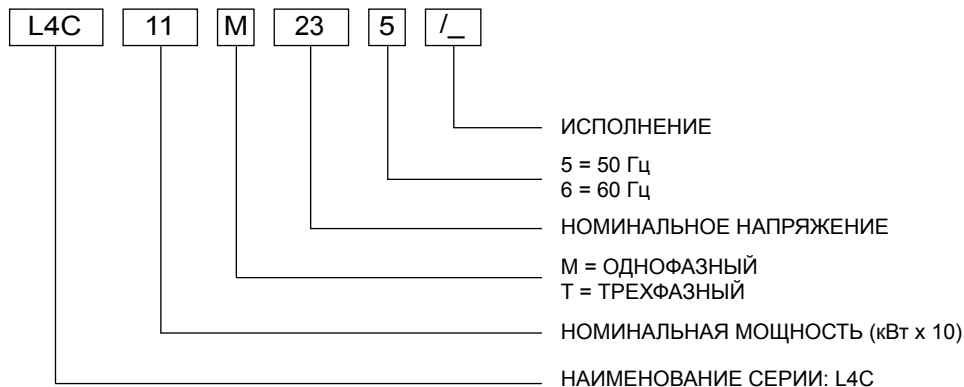 L4C 11 M 23 5 /_
ИСПОЛНЕНИЕ
5 = 50 Гц
6 = 60 Гц
НОМИНАЛЬНОЕ НАПРЯЖЕНИЕ
М = ОДНОФАЗНЫЙ
Т = ТРЕХФАЗНЫЙ
НОМИНАЛЬНАЯ МОЩНОСТЬ (кВт x 10)
НАИМЕНОВАНИЕ СЕРИИ: L4C